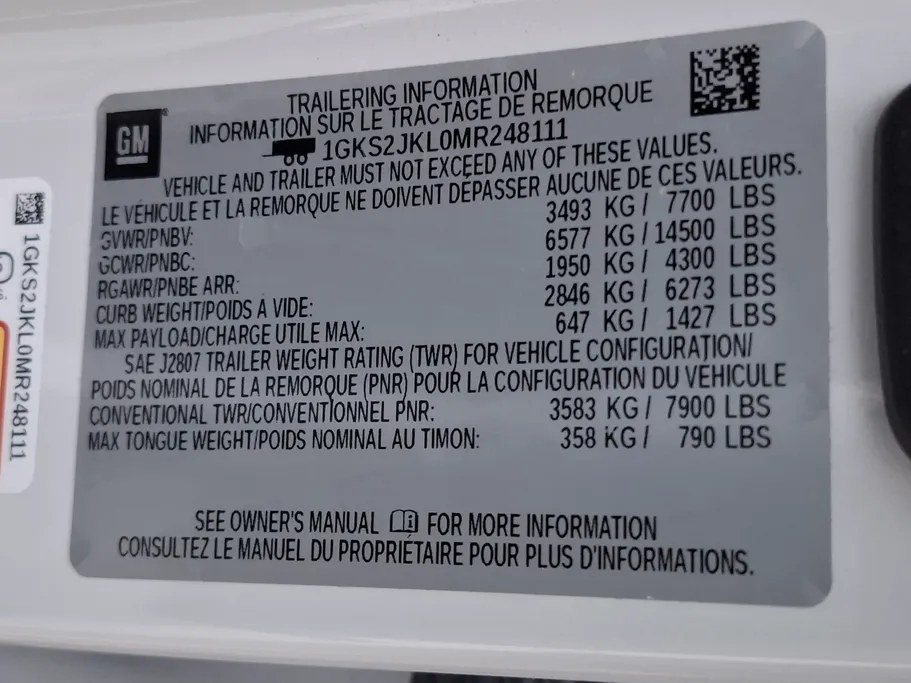 GM
TRAILERING INFORMATION
INFORMATION SUR LE TRACTAGE DE REMORQUE
1GKS2JKL0MR248111
VEHICLE AND TRAILER MUST NOT EXCEED ANY OF THESE VALUES.
LE VÉHICULE ET LA REMORQUE NE DOIVENT DÉPASSER AUCUNE DE CES VALEURS.
GVWR/PNBV: 3493 KG/ 7700 LBS
GCWR/PNBC: 6577 KG/ 14500 LBS
RGAWR/PNBE ARR: 1950 KG/ 4300 LBS
CURB WEIGHT/POIDS À VIDE: 2846 KG/ 6273 LBS
MAX PAYLOAD/CHARGE UTILE MAX: 647 KG/ 1427 LBS
SAE J2807 TRAILER WEIGHT RATING (TWR) FOR VEHICLE CONFIGURATION/
POIDS NOMINAL DE LA REMORQUE (PNR) POUR LA CONFIGURATION DU VEHICULE
CONVENTIONAL TWR/CONVENTIONNEL PNR: 3583 KG/ 7900 LBS
MAX TONGUE WEIGHT/POIDS NOMINAL AU TIMON: 358 KG/ 790 LBS
SEE OWNER'S MANUAL FOR MORE INFORMATION
CONSULTEZ LE MANUEL DU PROPRIÉTAIRE POUR PLUS D'INFORMATIONS.
1GKS2JKL0MR248111